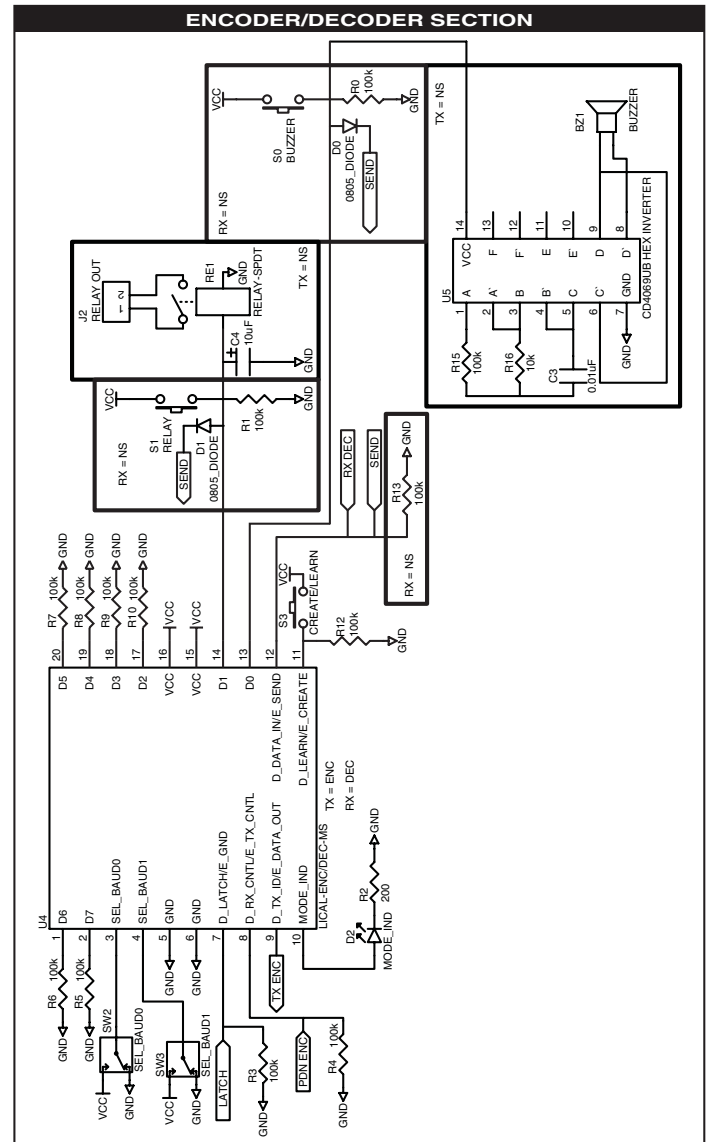 ENCODER/DECODER SECTION
VCC
S0
BUZZER
R0
100k
GND
D0
0805_DIODE
SEND
RX = NS
TX = NS
BZ1
BUZZER
U5
1 A
2 A`
3 B
4 B`
5 C
6 C`
7 GND
VCC 14
F 13
F` 12
E 11
E` 10
D 9
D` 8
CD4069UB HEX INVERTER
R15
100k
R16
10k
C3
0.01uF
GND
J2
RELAY OUT
2 1
RE1
GND
RELAY-SPDT
TX = NS
C4
10uF
GND
VCC
S1
RELAY
R1
100k
GND
SEND
D1
0805_DIODE
RX = NS
RX DEC
SEND
R13
100k
GND
RX = NS
VCC
S3
CREATE/LEARN
R12
100k
GND
R7 100k GND
R8 100k GND
R9 100k GND
R10 100k GND
VCC
VCC
U4
1 D6
2 D7
3 SEL_BAUD0
4 SEL_BAUD1
5 GND
6 GND
7 D_LATCH/E_GND
8 D_RX_CNTL/E_TX_CNTL
9 D_TX_ID/E_DATA_OUT
10 MODE_IND
D5 20
D4 19
D3 18
D2 17
VCC 16
VCC 15
D1 14
D0 13
D_DATA_IN/E_SEND 12
D_LEARN/E_CREATE 11
LICAL-ENC/DEC-MS
TX = ENC
RX = DEC
R6 100k
GND
R5 100k
GND
SW2
VCC
GND
SEL_BAUD0
SW3
VCC
GND
SEL_BAUD1
GND
GND
LATCH
R3
100k
GND
TX ENC
PDN ENC
R4
100k
GND
D2
MODE_IND
R2
200
GND